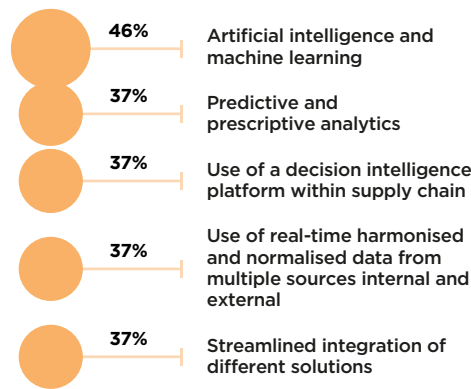 46%
Artificial intelligence and
machine learning
37%
Predictive and
prescriptive analytics
37%
Use of a decision intelligence
platform within supply chain
37%
Use of real-time harmonised
and normalised data from
multiple sources internal and
external
37%
Streamlined integration of
different solutions